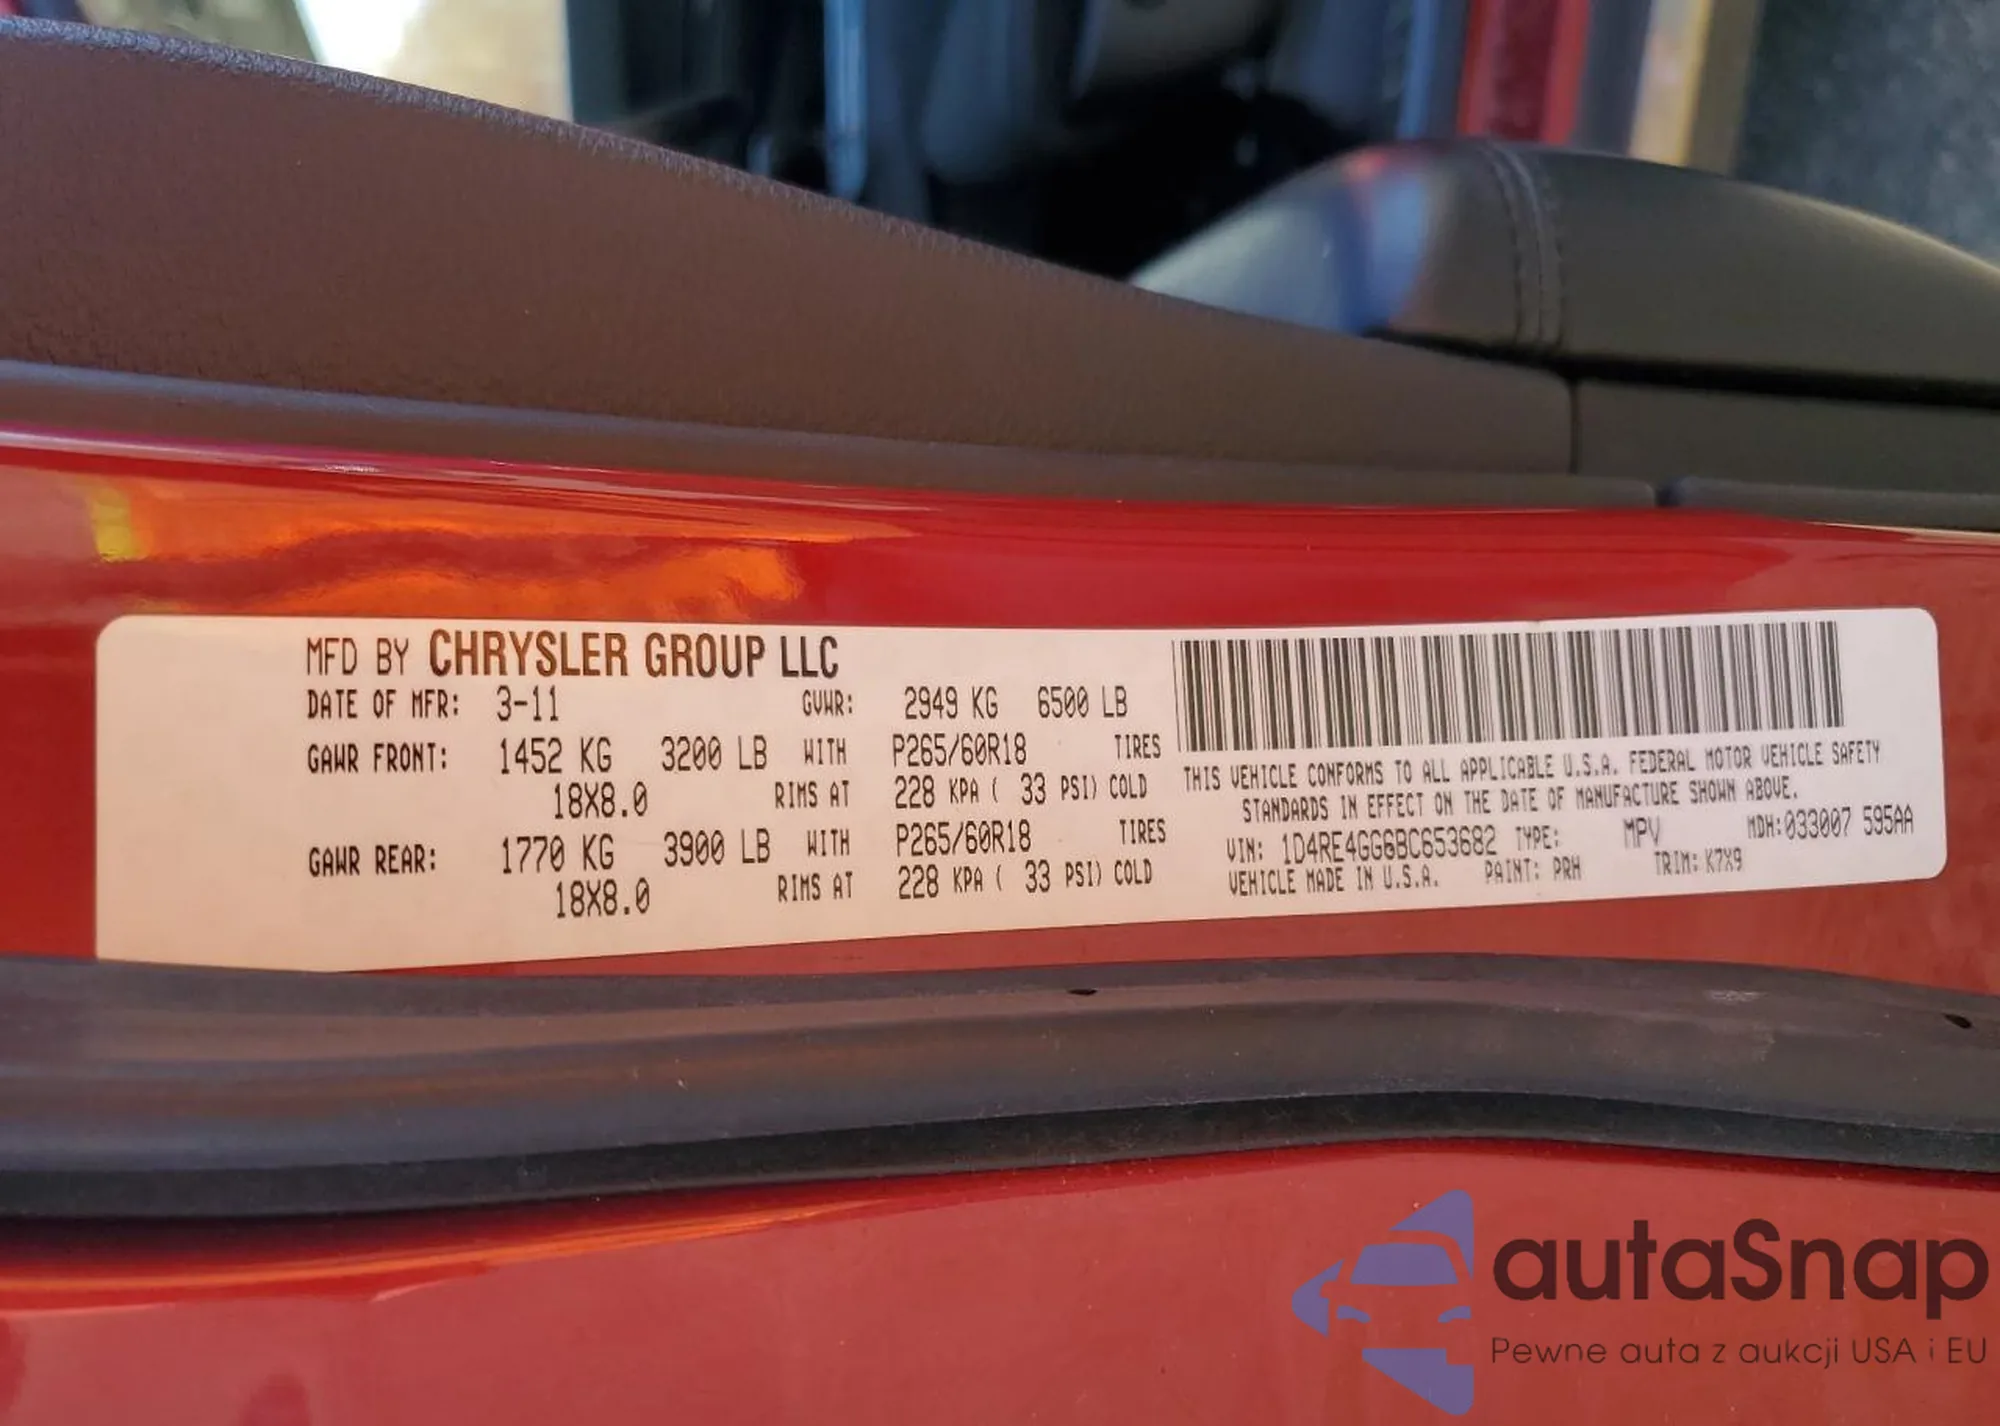 MFD BY CHRYSLER GROUP LLC
DATE OF MFR: 3-11 GVWR: 2949 KG 6500 LB
GAWR FRONT: 1452 KG 3200 LB WITH P265/60R18 TIRES
18X8.0 RIMS AT 228 KPA ( 33 PSI) COLD
GAWR REAR: 1770 KG 3900 LB WITH P265/60R18 TIRES
18X8.0 RIMS AT 228 KPA ( 33 PSI) COLD
THIS VEHICLE CONFORMS TO ALL APPLICABLE U.S.A. FEDERAL MOTOR VEHICLE SAFETY
STANDARDS IN EFFECT ON THE DATE OF MANUFACTURE SHOWN ABOVE.
VIN: 1D4RE4GG6BC653682 TYPE: MPV MDH:033007 595AA
VEHICLE MADE IN U.S.A. PAINT: PRH TRIM: K7X9
autaSnap
Pewne auta z aukcji USA i EU